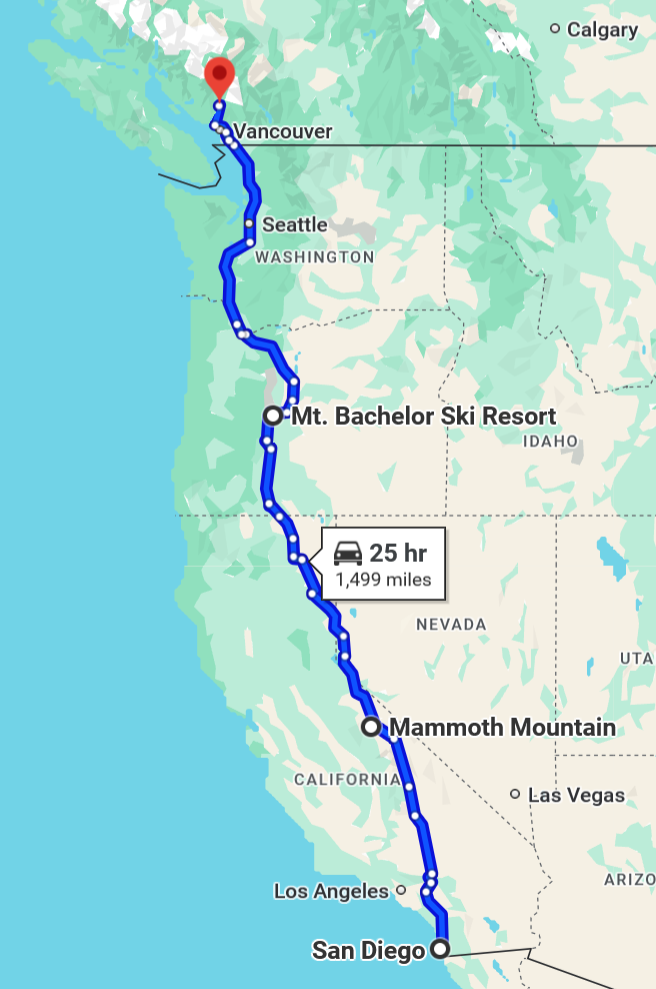 Calgary
Vancouver
Seattle
WASHINGTON
Mt. Bachelor Ski Resort
IDAHO
25 hr
1,499 miles
NEVADA
UTA
Mammoth Mountain
CALIFORNIA
Las Vegas
ARIZO
Los Angeles
San Diego